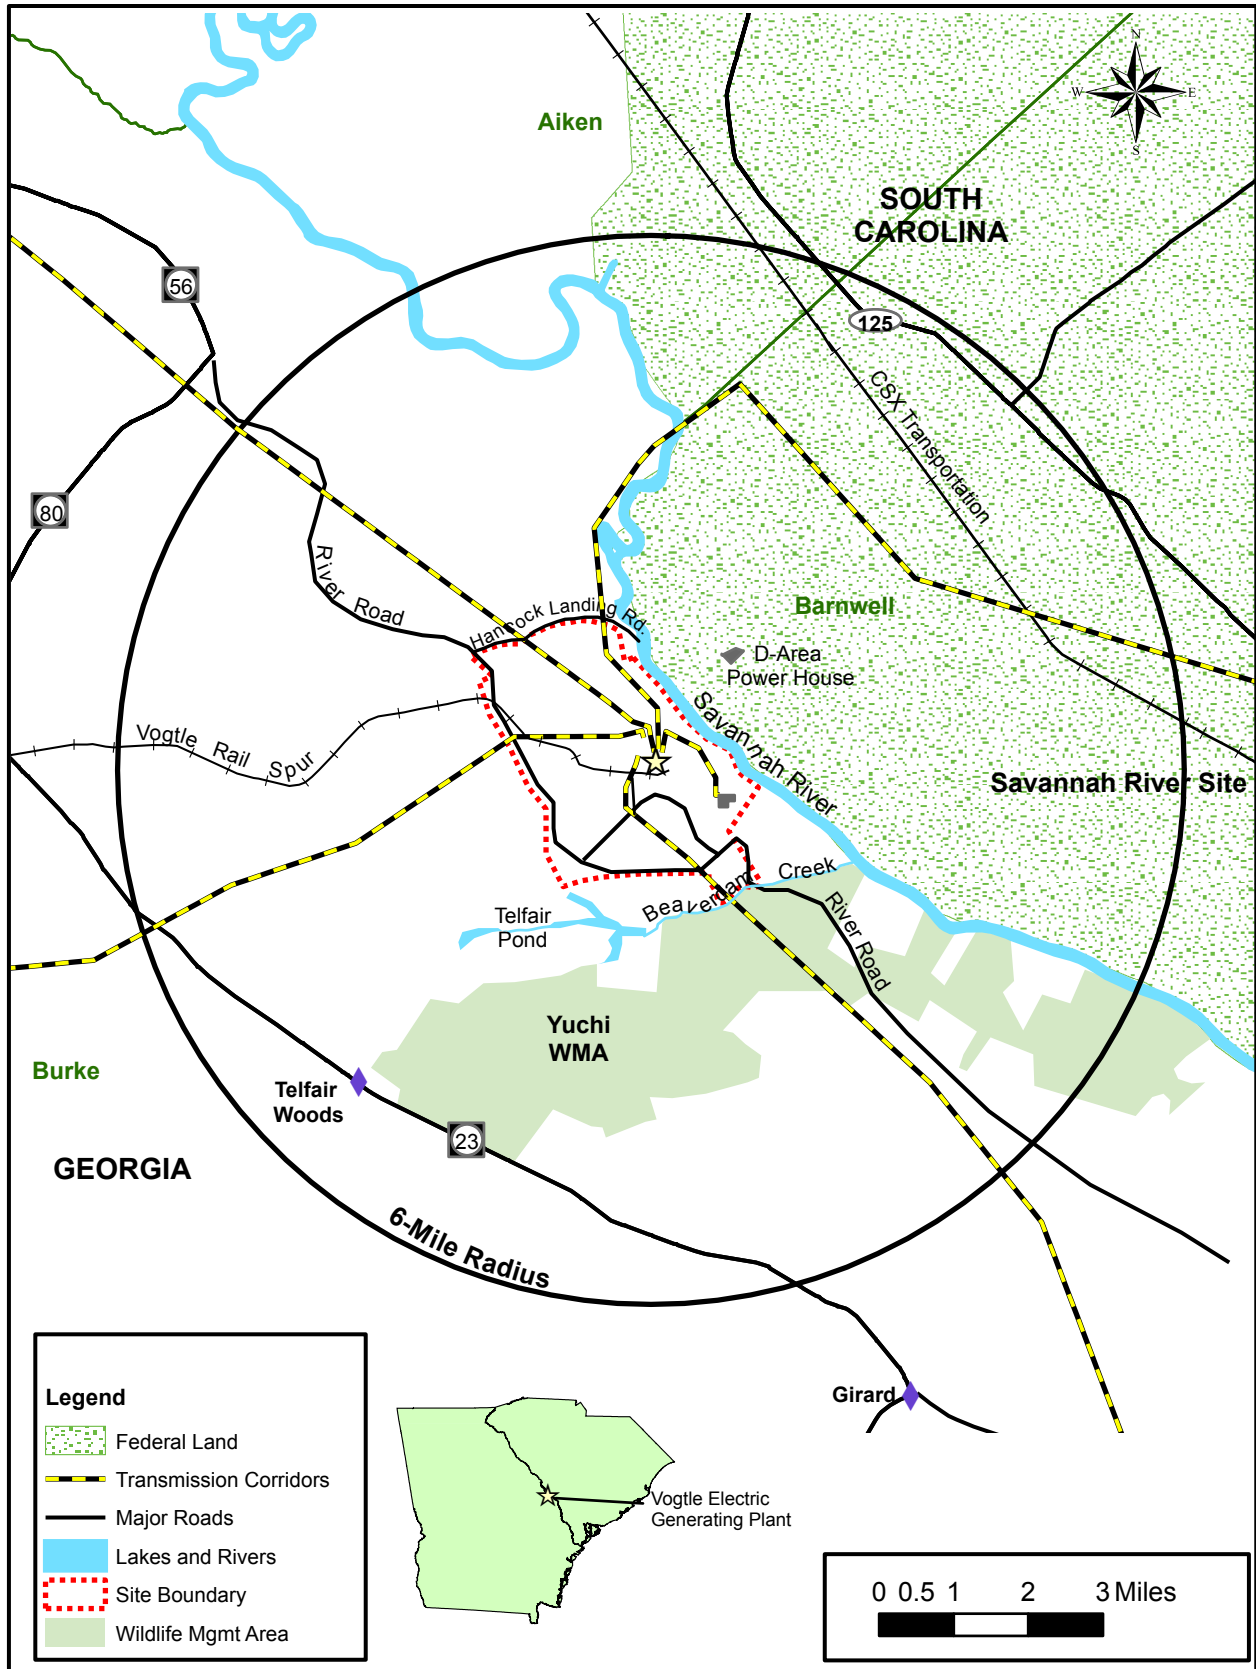 N
W
E
S
Aiken
SOUTH
CAROLINA
56
125
CSX Transportation
80
River Road
Hancock Landing Rd.
Barnwell
D-Area
Power House
Savannah River
Vogtle Rail Spur
Savannah River Site
Beaverdam Creek
Telfair
Pond
River Road
Yuchi
WMA
Burke
Telfair
Woods
23
GEORGIA
6-Mile Radius
Girard
Legend
Federal Land
Transmission Corridors
Major Roads
Lakes and Rivers
Site Boundary
Wildlife Mgmt Area
Vogtle Electric
Generating Plant
0 0.5 1 2 3 Miles